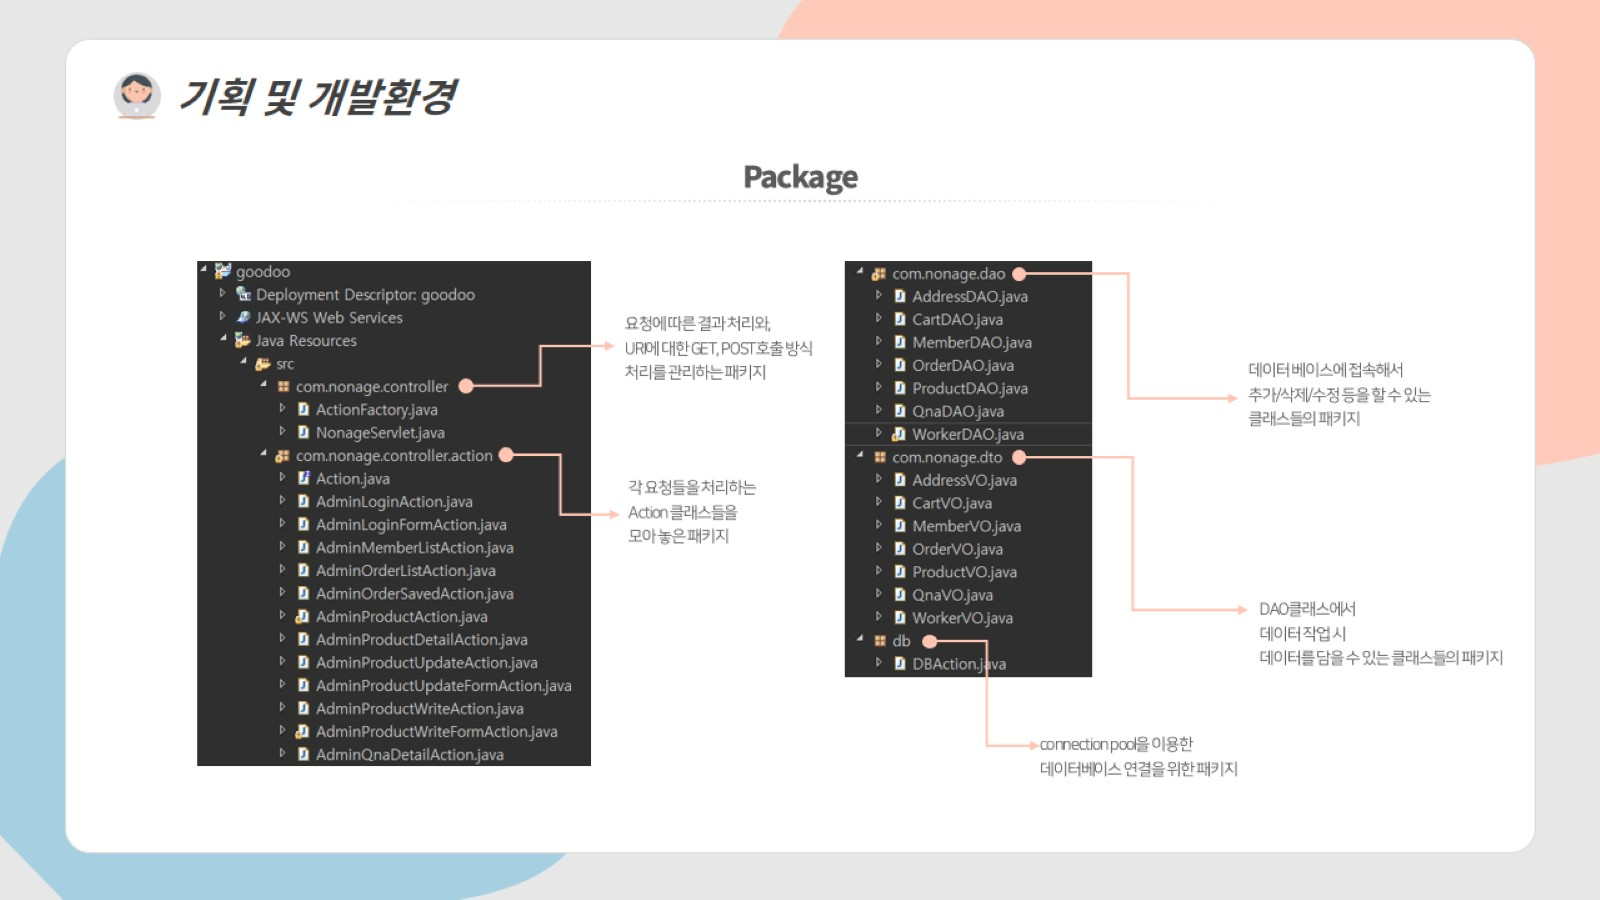 기획 및 개발환경
Package
goodoo
Deployment Descriptor: goodoo
JAX-WS Web Services
Java Resources
src
com.nonage.controller
ActionFactory.java
NonageServlet.java
com.nonage.controller.action
Action.java
AdminLoginAction.java
AdminLoginFormAction.java
AdminMemberListAction.java
AdminOrderListAction.java
AdminOrderSavedAction.java
AdminProductAction.java
AdminProductDetailAction.java
AdminProductUpdateAction.java
AdminProductUpdateFormAction.java
AdminProductWriteAction.java
AdminProductWriteFormAction.java
AdminQnaDetailAction.java
요청에 따른 결과 처리와,
URI에 대한 GET, POST호출 방식
처리를 관리하는 패키지
각 요청들을 처리하는
Action 클래스들을
모아 놓은 패키지
com.nonage.dao
AddressDAO.java
CartDAO.java
MemberDAO.java
OrderDAO.java
ProductDAO.java
QnaDAO.java
WorkerDAO.java
com.nonage.dto
AddressVO.java
CartVO.java
MemberVO.java
OrderVO.java
ProductVO.java
QnaVO.java
WorkerVO.java
db
DBAction.java
데이터 베이스에 접속해서
추가/삭제/수정 등을 할 수 있는
클래스들의 패키지
DAO클래스에서
데이터 작업 시
데이터를 담을 수 있는 클래스들의 패키지
connection pool을 이용한
데이터베이스 연결을 위한 패키지